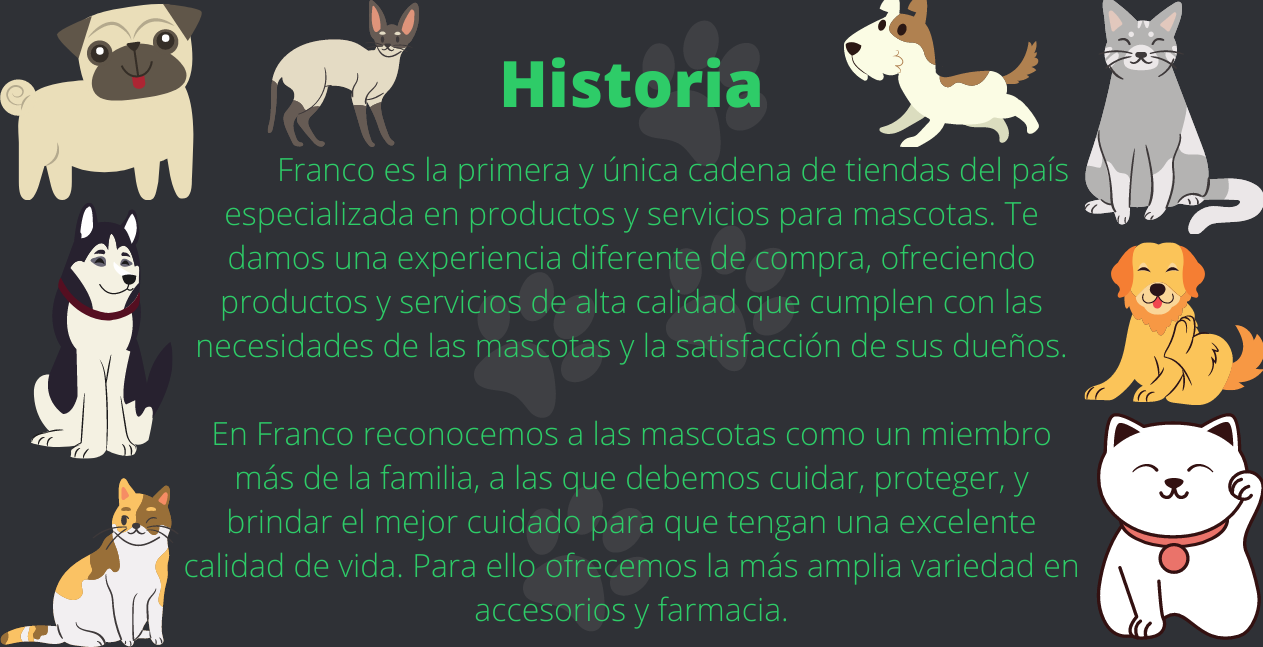 Historia
Franco es la primera y única cadena de tiendas del país
especializada en productos y servicios para mascotas. Te
damos una experiencia diferente de compra, ofreciendo
productos y servicios de alta calidad que cumplen con las
necesidades de las mascotas y la satisfacción de sus dueños.
En Franco reconocemos a las mascotas como un miembro
más de la familia, a las que debemos cuidar, proteger, y
brindar el mejor cuidado para que tengan una excelente
calidad de vida. Para ello ofrecemos la más amplia variedad en
accesorios y farmacia.